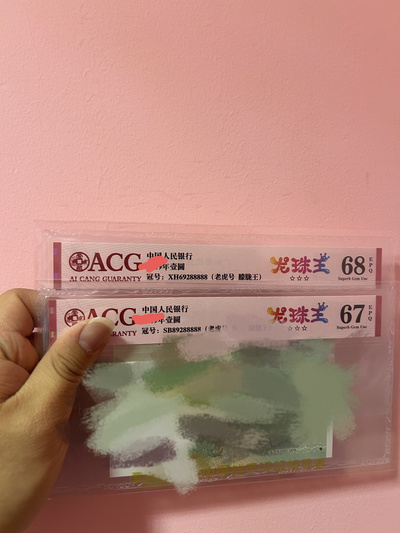 ACG
AI CANG GUARANTY
中国人民银行
年壹圆
冠号：XH69288888（老虎号 朦胧王）
龙珠王
☆☆☆
68
EPQ
Superb Gem Unc
ACG
AI CANG GUARANTY
中国人民银行
年壹圆
冠号：SB89288888（老虎号
龙珠王
☆☆☆
67
EPQ
Superb Gem Unc